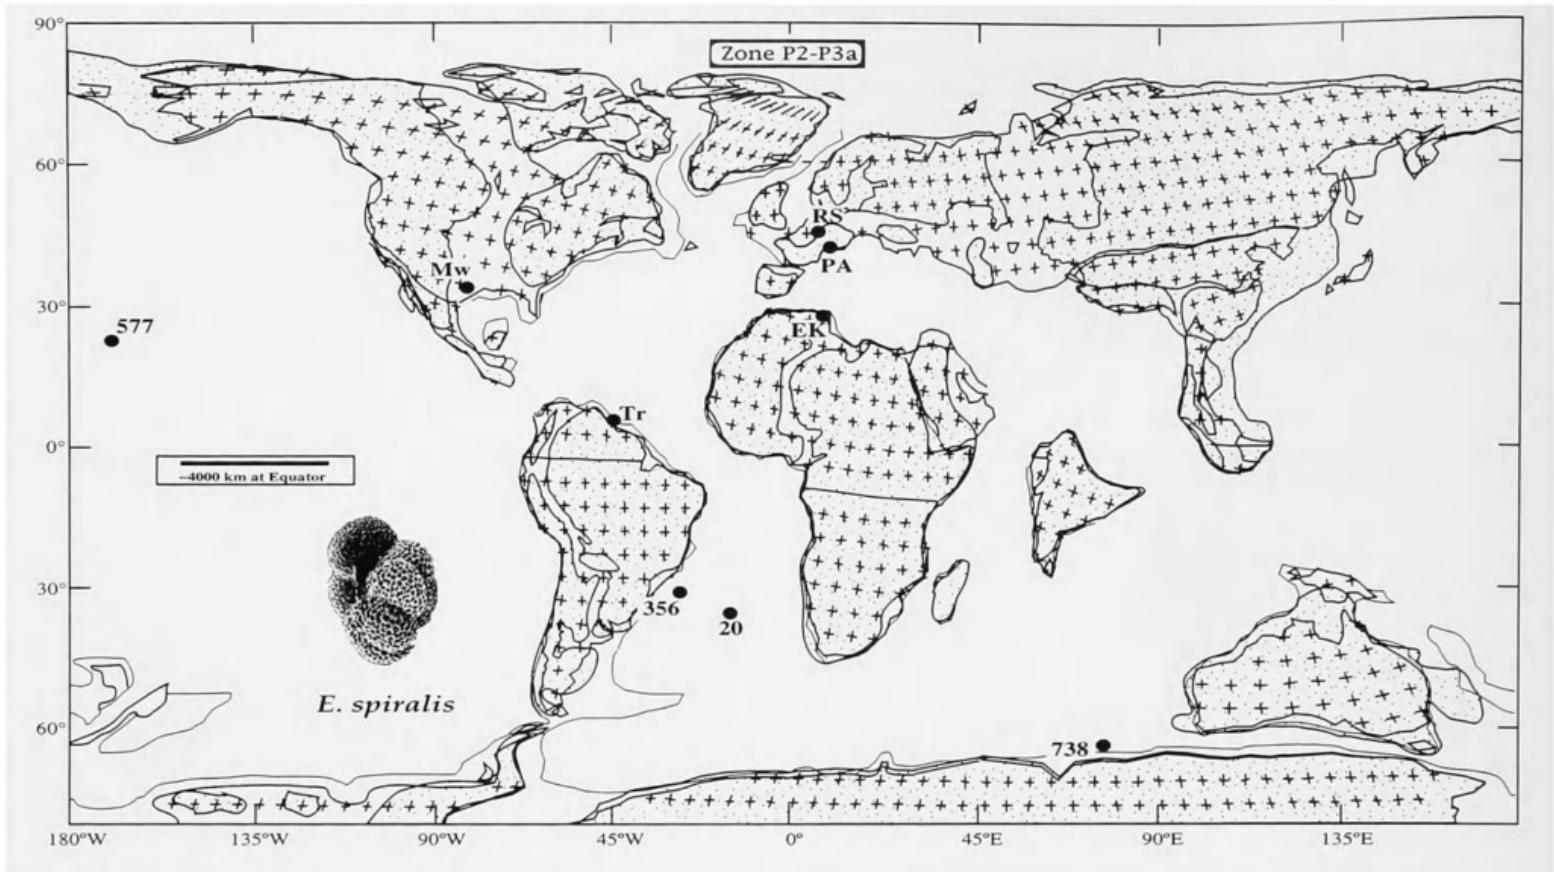 90°
Zone P2-P3a
60°
RS
Mw
PA
30°
577
EK
Tr
0°
~4000 km at Equator
30°
356
20
E. spiralis
60°
738
180°W
135°W
90°W
45°W
0°
45°E
90°E
135°E